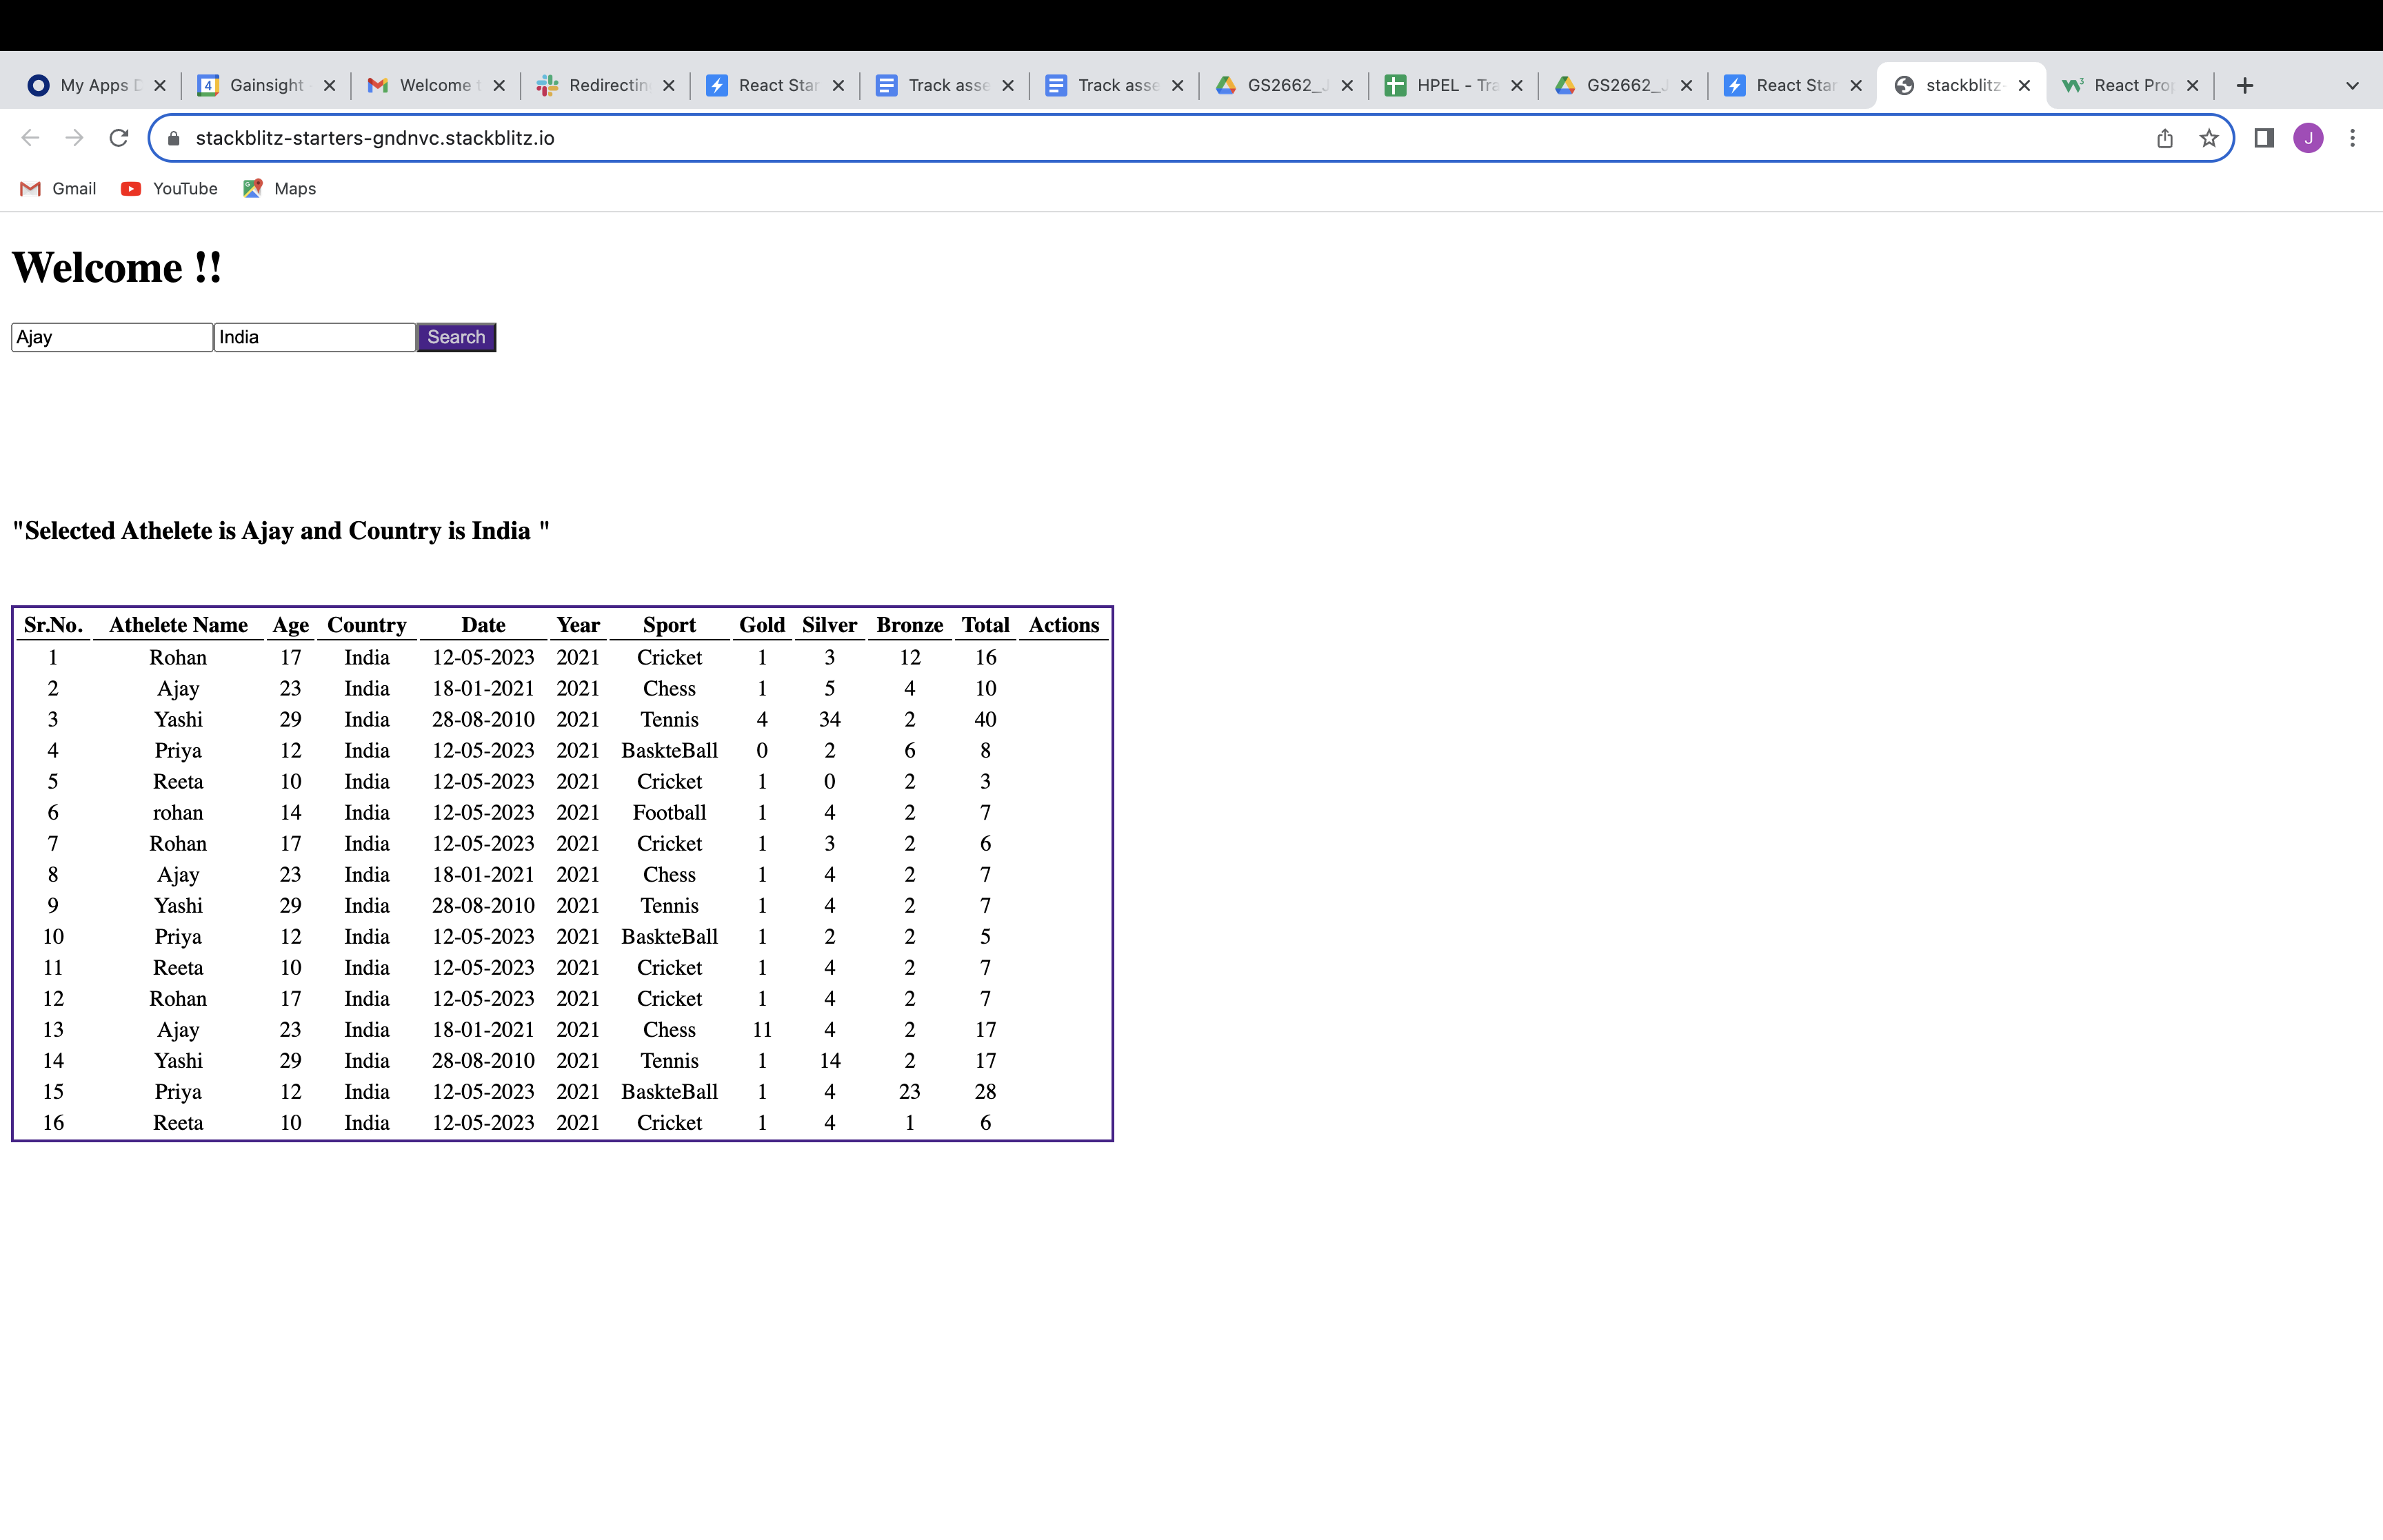 My Apps
Gainsight
Welcome
Redirectin
React Star
Track asse
Track asse
GS2662_
HPEL - Tra
GS2662_
React Star
stackblitz-
React Prop
stackblitz-starters-gndnvc.stackblitz.io
J
Gmail YouTube Maps
Welcome !!
Ajay India Search
"Selected Athelete is Ajay and Country is India "
Sr.No. Athelete Name Age Country Date Year Sport Gold Silver Bronze Total Actions
1 Rohan 17 India 12-05-2023 2021 Cricket 1 3 12 16
2 Ajay 23 India 18-01-2021 2021 Chess 1 5 4 10
3 Yashi 29 India 28-08-2010 2021 Tennis 4 34 2 40
4 Priya 12 India 12-05-2023 2021 BaskteBall 0 2 6 8
5 Reeta 10 India 12-05-2023 2021 Cricket 1 0 2 3
6 rohan 14 India 12-05-2023 2021 Football 1 4 2 7
7 Rohan 17 India 12-05-2023 2021 Cricket 1 3 2 6
8 Ajay 23 India 18-01-2021 2021 Chess 1 4 2 7
9 Yashi 29 India 28-08-2010 2021 Tennis 1 4 2 7
10 Priya 12 India 12-05-2023 2021 BaskteBall 1 2 2 5
11 Reeta 10 India 12-05-2023 2021 Cricket 1 4 2 7
12 Rohan 17 India 12-05-2023 2021 Cricket 1 4 2 7
13 Ajay 23 India 18-01-2021 2021 Chess 11 4 2 17
14 Yashi 29 India 28-08-2010 2021 Tennis 1 14 2 17
15 Priya 12 India 12-05-2023 2021 BaskteBall 1 4 23 28
16 Reeta 10 India 12-05-2023 2021 Cricket 1 4 1 6